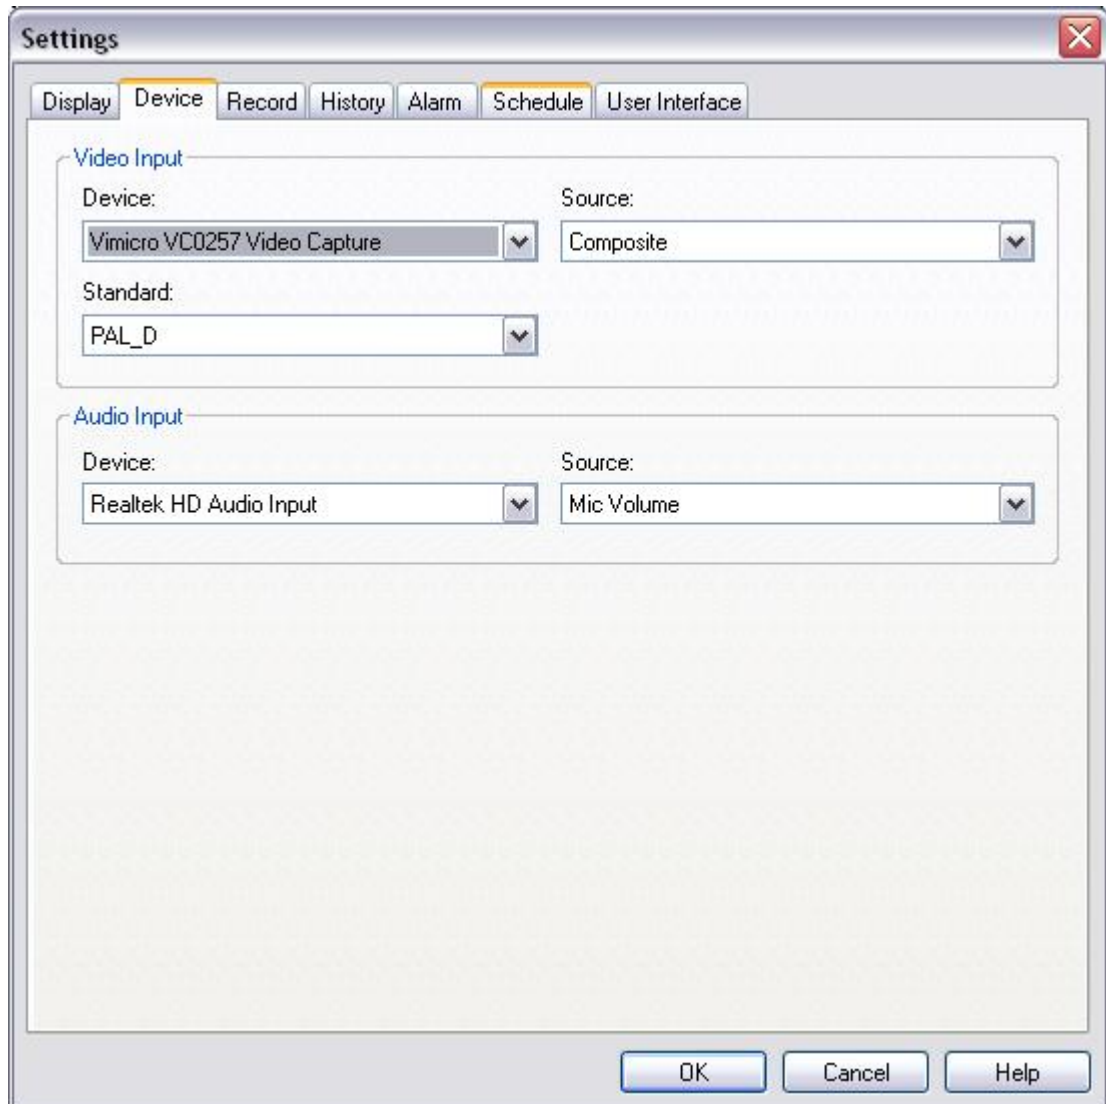 Settings
Display Device Record History Alarm Schedule User Interface
Video Input
Device: Source:
Vimicro VC0257 Video Capture Composite
Standard:
PAL_D
Audio Input
Device: Source:
Realtek HD Audio Input Mic Volume
OK Cancel Help